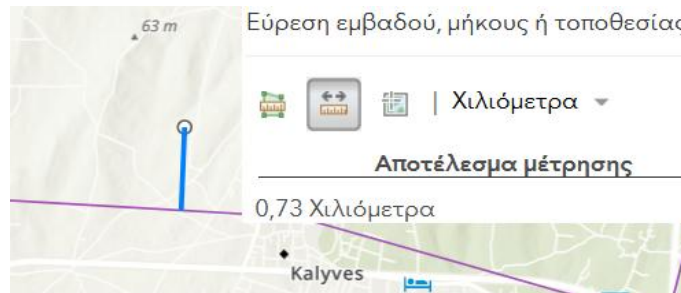 63 m
Εύρεση εμβαδού, μήκους ή τοποθεσίας
| Χιλιόμετρα
Αποτέλεσμα μέτρησης
0,73 Χιλιόμετρα
Kalyves